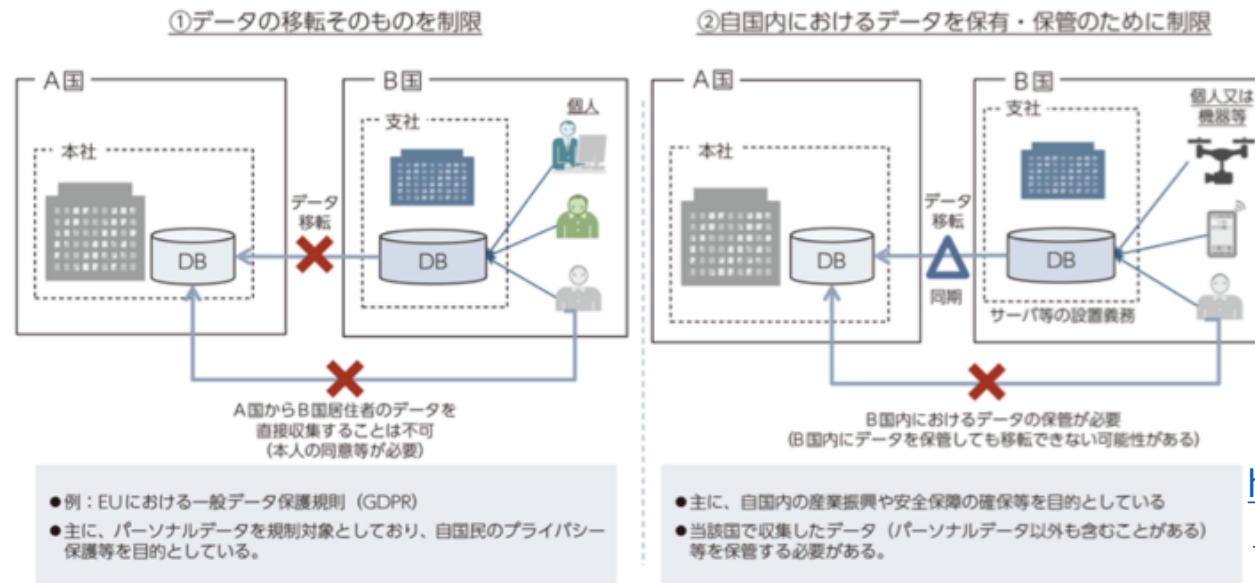 ①データの移転そのものを制限
A国
B国
本社
支社
個人
データ
移転
DB
DB
A国からB国居住者のデータを
直接収集することは不可
(本人の同意等が必要)
●例：EUにおける一般データ保護規則（GDPR）
●主に、パーソナルデータを規制対象としており、自国民のプライバシー
保護等を目的としている。
②自国内におけるデータを保有・保管のために制限
A国
B国
本社
支社
個人又は
機器等
データ
移転
同期
DB
DB
サーバ等の設置義務
B国内におけるデータの保管が必要
(B国内にデータを保管しても移転できない可能性がある)
●主に、自国内の産業振興や安全保障の確保等を目的としている
●当該国で収集したデータ（パーソナルデータ以外も含むことがある）
等を保管する必要がある。